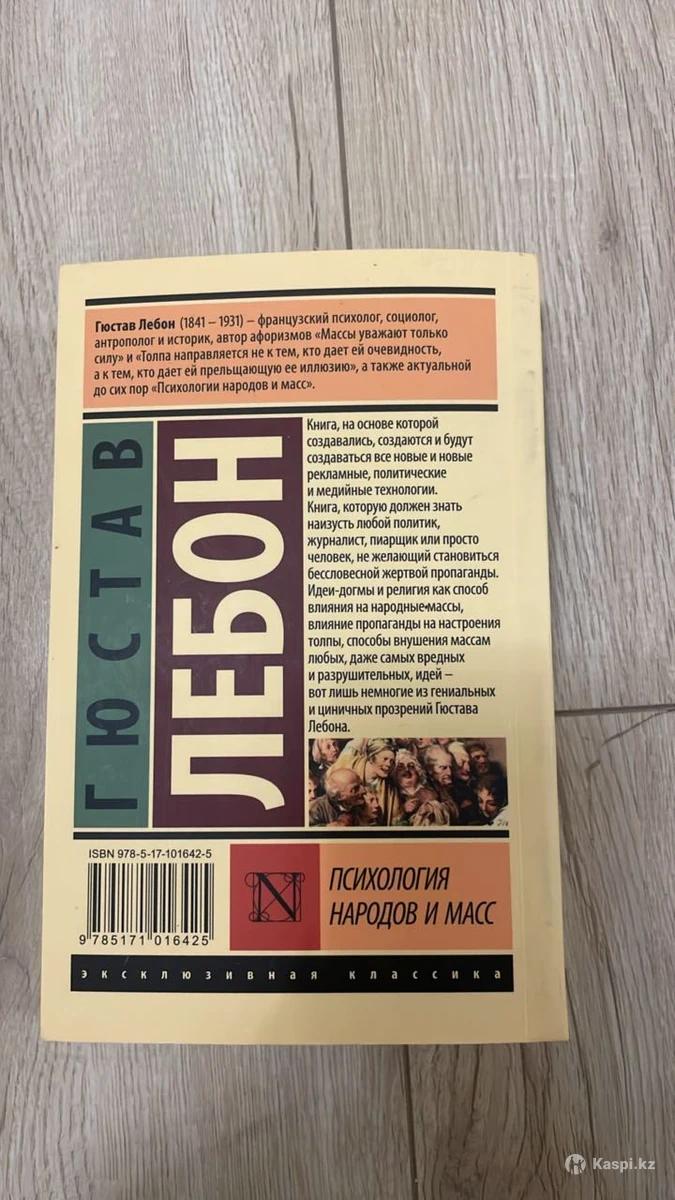 Гюстав Лебон (1841 – 1931) – французский психолог, социолог,
антрополог и историк, автор афоризмов «Массы уважают только
силу» и «Толпа направляется не к тем, кто дает ей очевидность,
а к тем, кто дает ей прельщающую ее иллюзию», а также актуальной
до сих пор «Психологии народов и масс».
ГЮСТАВ
ЛЕБОН
Книга, на основе которой
создавались, создаются и будут
создаваться все новые и новые
рекламные, политические
и медийные технологии.
Книга, которую должен знать
наизусть любой политик,
журналист, пиарщик или просто
человек, не желающий становиться
бессловесной жертвой пропаганды.
Идеи-догмы и религия как способ
влияния на народные массы,
влияние пропаганды на настроения
толпы, способы внушения массам
любых, даже самых вредных
и разрушительных, идей –
вот лишь немногие из гениальных
и циничных прозрений Гюстава
Лебона.
ISBN 978-5-17-101642-5
9 785171 016425
N
ПСИХОЛОГИЯ
НАРОДОВ И МАСС
эксклюзивная классика
Kaspi.kz